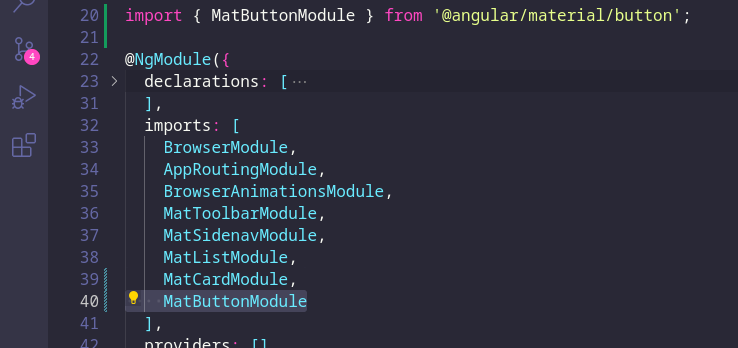 4
20 import { MatButtonModule } from '@angular/material/button';
21
22 @NgModule({
23 declarations: [···
31 ],
32 imports: [
33 BrowserModule,
34 AppRoutingModule,
35 BrowserAnimationsModule,
36 MatToolbarModule,
37 MatSidenavModule,
38 MatListModule,
39 MatCardModule,
40 MatButtonModule
41 ],
42 providers: []